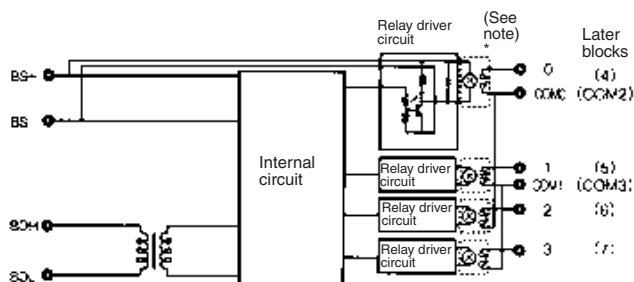 Relay driver
circuit
(See
note)
*
Later
blocks
BS+
0
(4)
COM0
(COM2)
BS
Internal
circuit
Relay driver
circuit
1
(5)
COM1
(COM3)
Relay driver
circuit
2
(6)
Relay driver
circuit
3
(7)